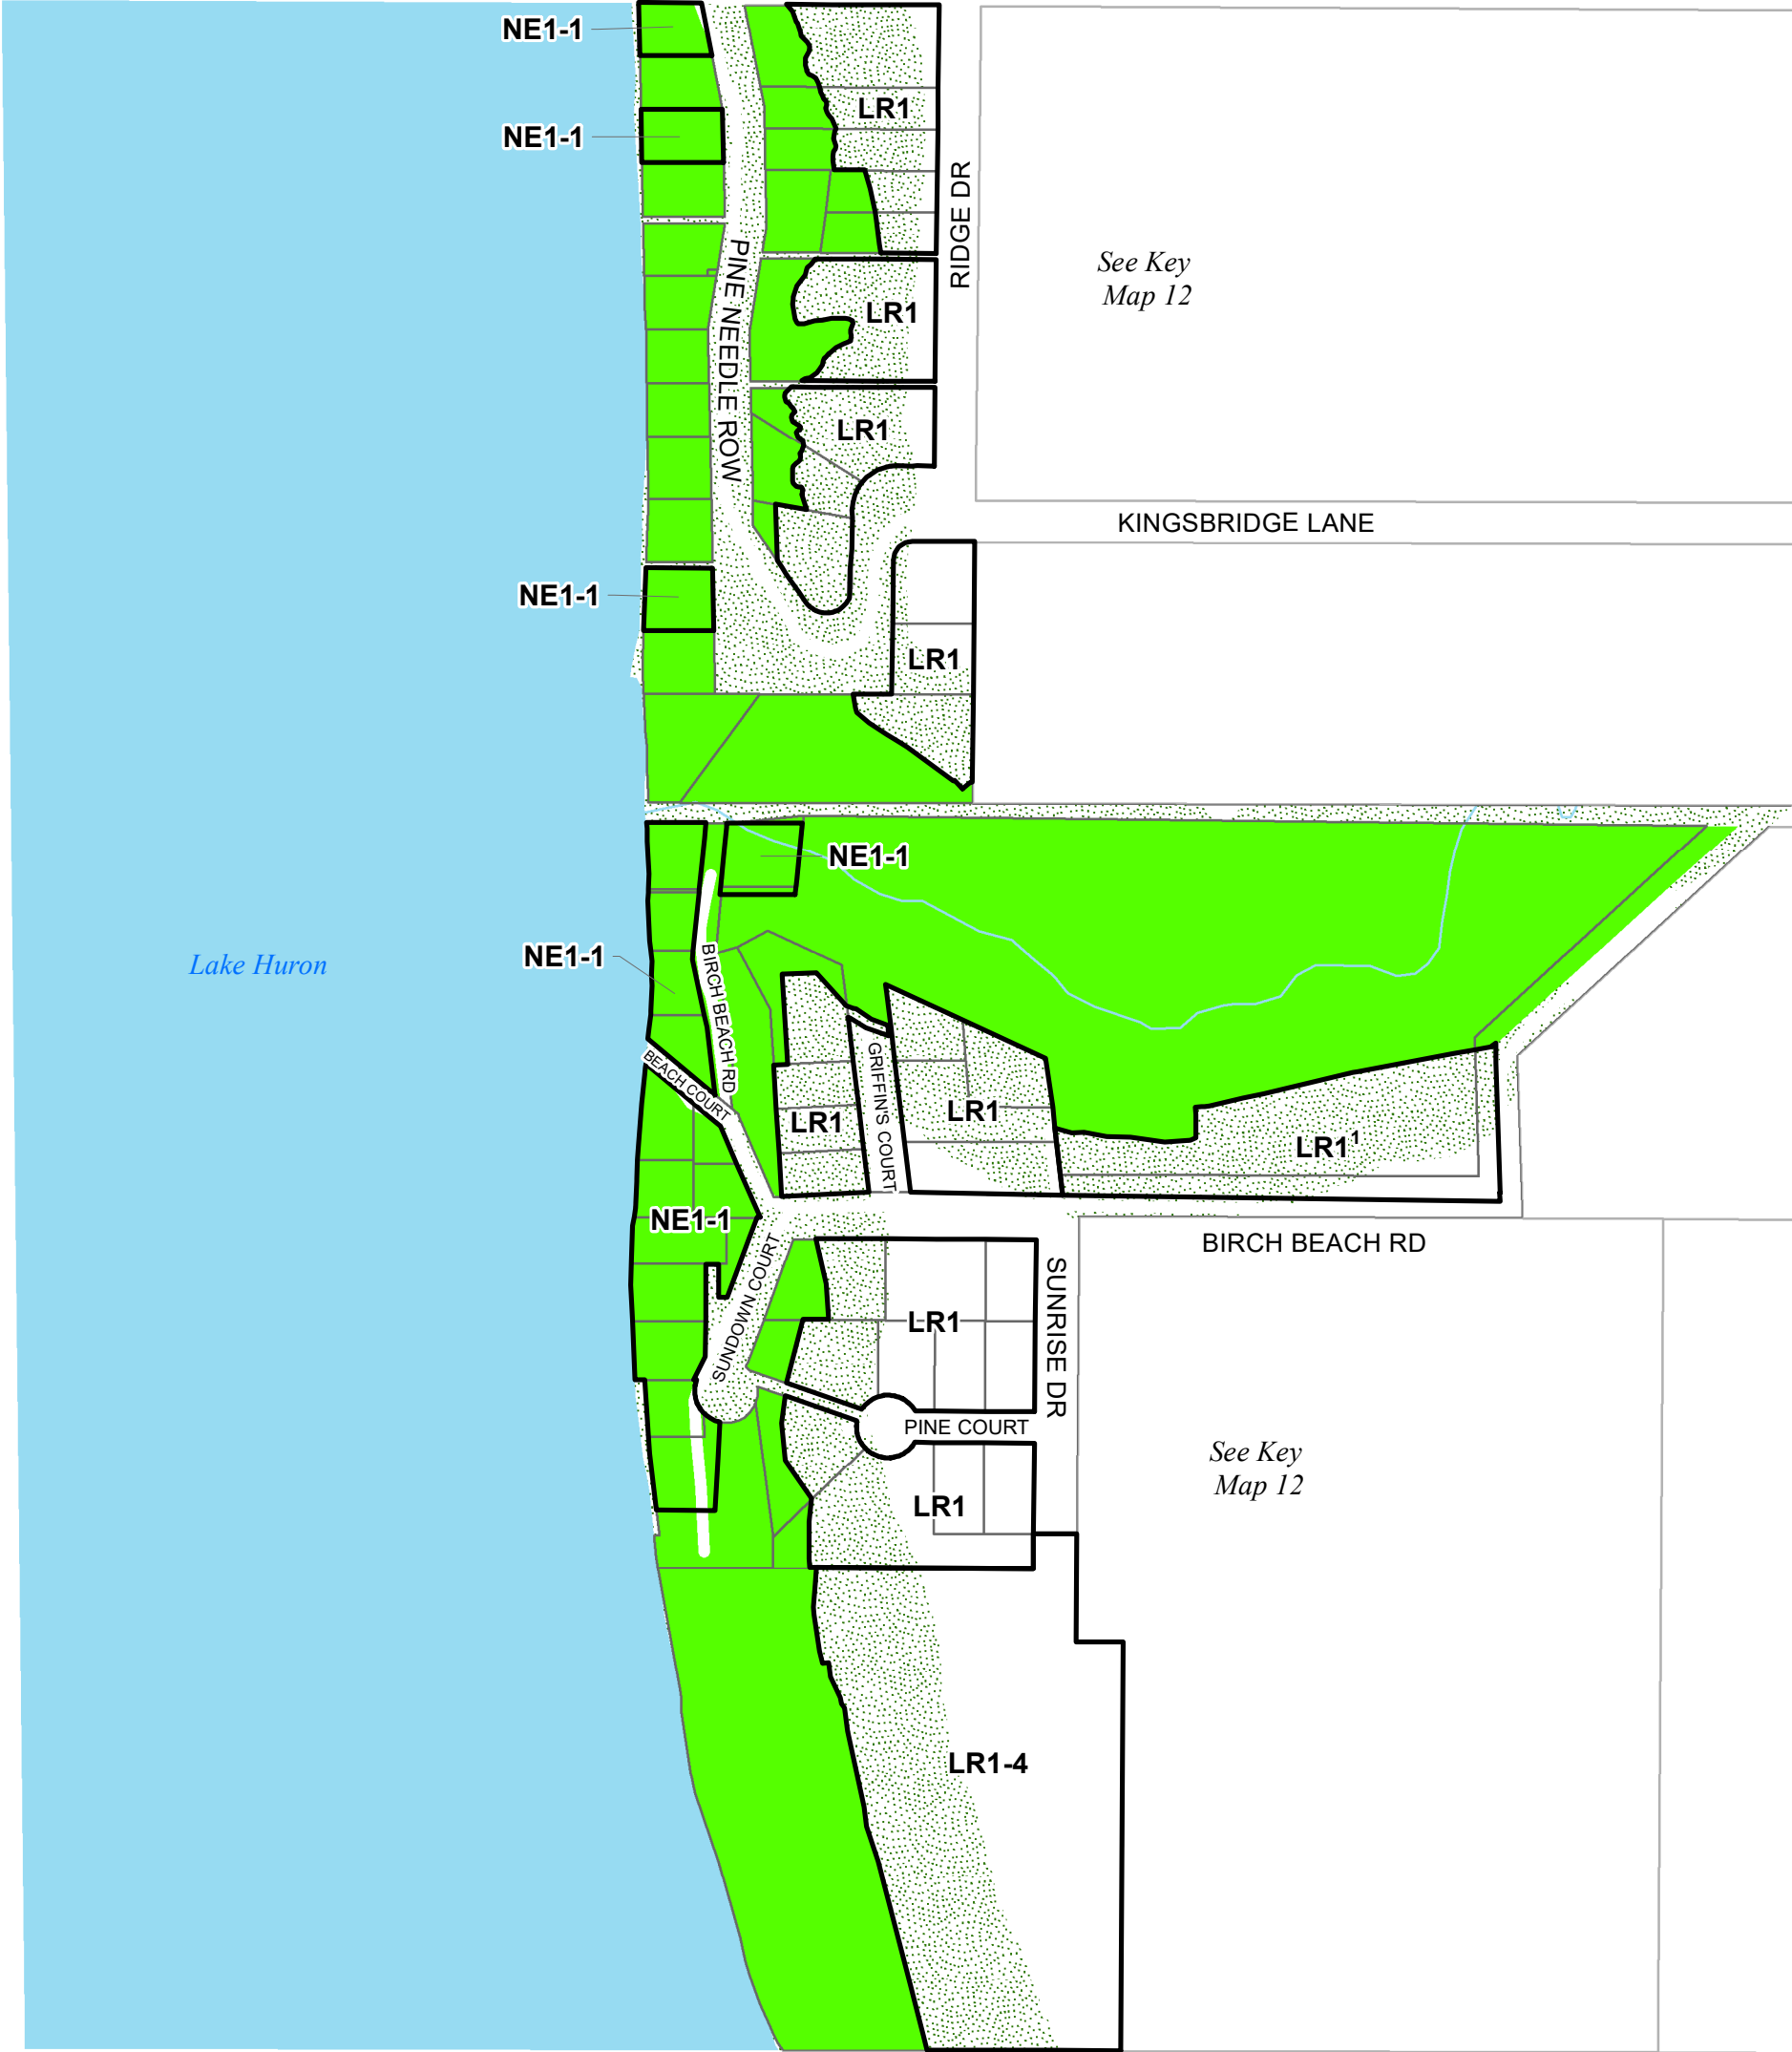 NE1-1
LR1
NE1-1
RIDGE DR
See Key
Map 12
LR1
PINE NEEDLE ROW
LR1
KINGSBRIDGE LANE
NE1-1
LR1
NE1-1
Lake Huron
NE1-1
BIRCH BEACH RD
BEACH COURT
GRIFFIN'S COURT
LR1
LR1
LR1¹
NE1-1
BIRCH BEACH RD
SUNDOWN COURT
LR1
SUNRISE DR
PINE COURT
See Key
Map 12
LR1
LR1-4